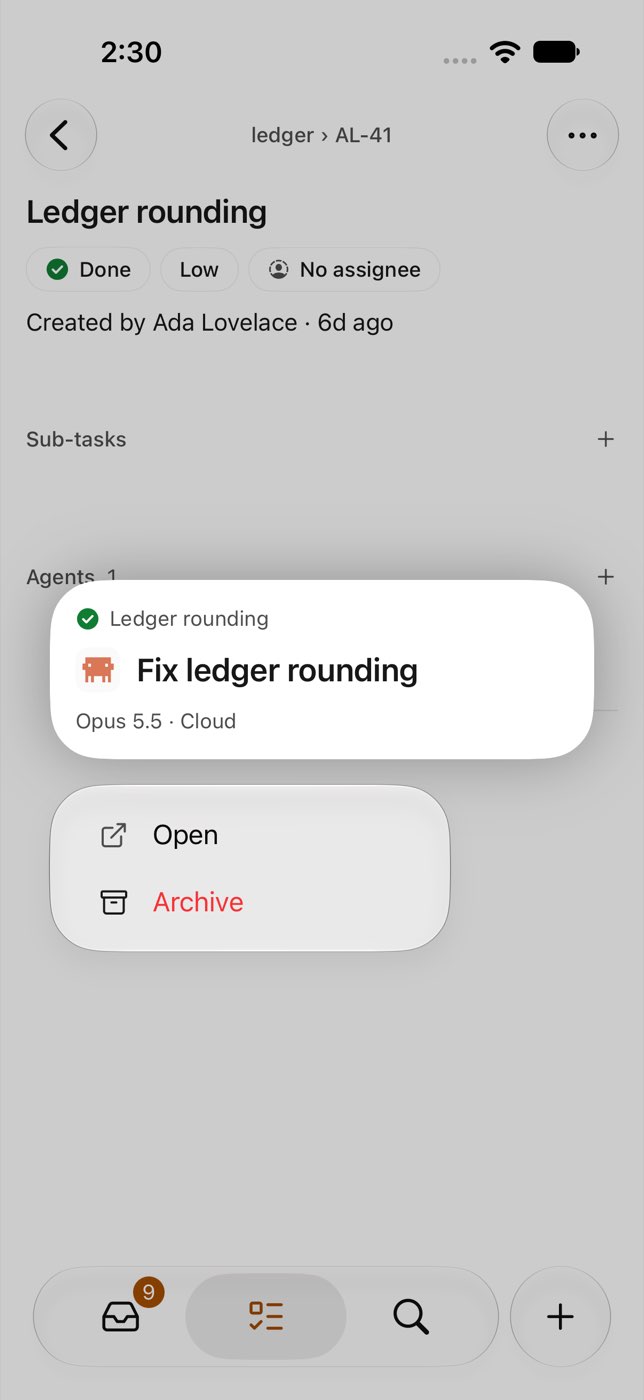 2:30
ledger › AL-41
Ledger rounding
Done
Low
No assignee
Created by Ada Lovelace · 6d ago
Sub-tasks
Agents 1
Ledger rounding
Fix ledger rounding
Opus 5.5 · Cloud
Open
Archive
9